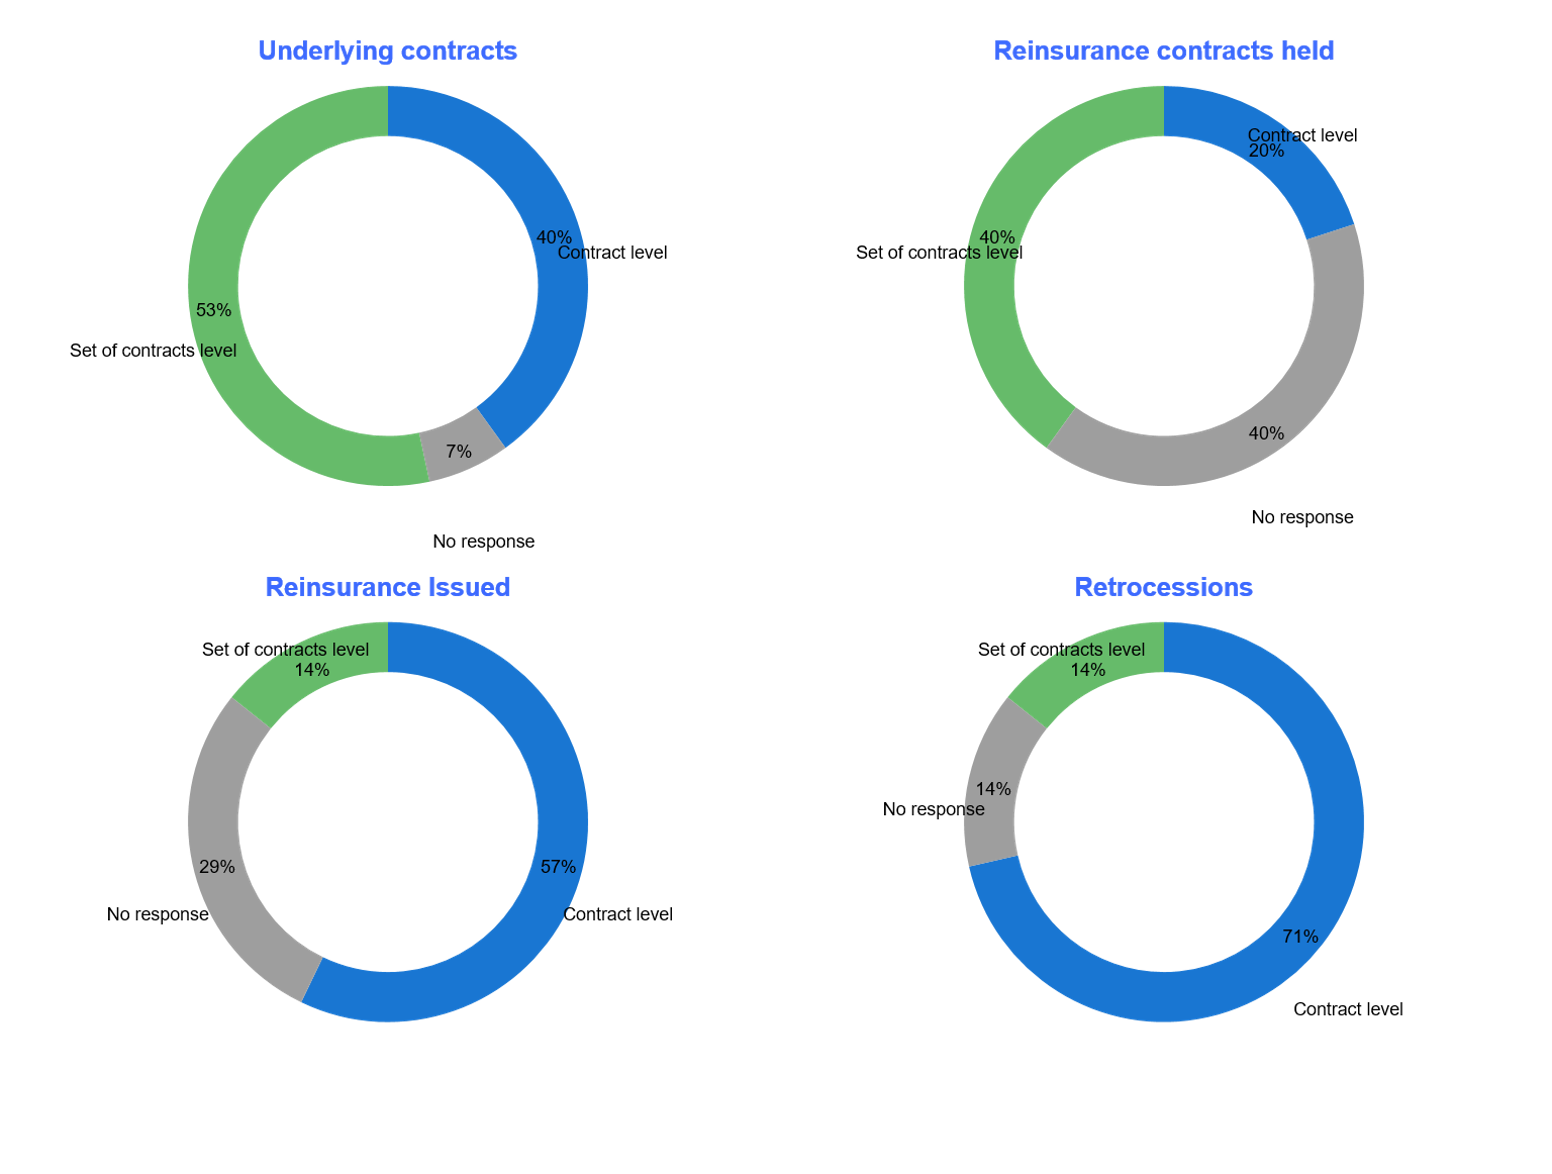 Underlying contracts
40%
Contract level
53%
Set of contracts level
7%
No response
Reinsurance contracts held
Contract level
20%
40%
Set of contracts level
40%
No response
Reinsurance Issued
Set of contracts level
14%
29%
No response
57%
Contract level
Retrocessions
Set of contracts level
14%
14%
No response
71%
Contract level